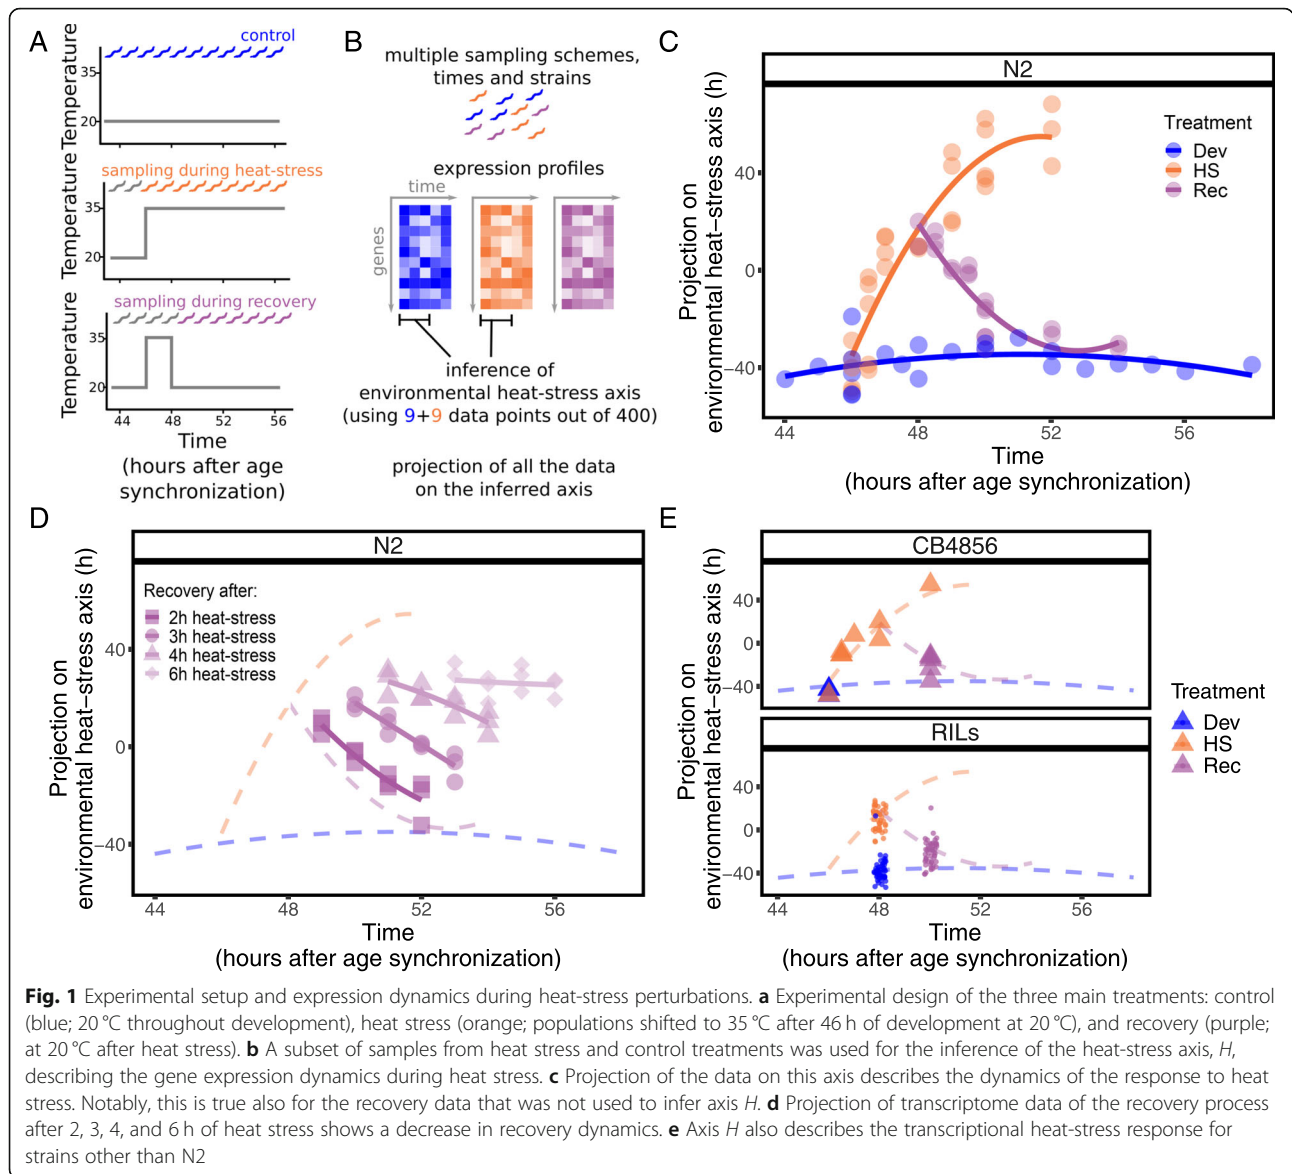 A
Temperature
control
35
20
Temperature
sampling during heat-stress
35
20
Temperature
sampling during recovery
35
20
44
48
52
56
Time
(hours after age
synchronization)
B
multiple sampling schemes,
times and strains
expression profiles
time
genes
inference of
environmental heat-stress axis
(using 9+9 data points out of 400)
projection of all the data
on the inferred axis
C
N2
Projection on
environmental heat−stress axis (h)
40
0
−40
Treatment
Dev
HS
Rec
44
48
52
56
Time
(hours after age synchronization)
D
N2
Projection on
environmental heat−stress axis (h)
40
0
−40
Recovery after:
2h heat-stress
3h heat-stress
4h heat-stress
6h heat-stress
44
48
52
56
Time
(hours after age synchronization)
E
CB4856
Projection on
environmental heat−stress axis (h)
40
0
−40
RILs
40
0
−40
44
48
52
56
Time
(hours after age synchronization)
Treatment
Dev
HS
Rec
Fig. 1 Experimental setup and expression dynamics during heat-stress perturbations. a Experimental design of the three main treatments: control
(blue; 20 °C throughout development), heat stress (orange; populations shifted to 35 °C after 46 h of development at 20 °C), and recovery (purple;
at 20 °C after heat stress). b A subset of samples from heat stress and control treatments was used for the inference of the heat-stress axis, H,
describing the gene expression dynamics during heat stress. c Projection of the data on this axis describes the dynamics of the response to heat
stress. Notably, this is true also for the recovery data that was not used to infer axis H. d Projection of transcriptome data of the recovery process
after 2, 3, 4, and 6 h of heat stress shows a decrease in recovery dynamics. e Axis H also describes the transcriptional heat-stress response for
strains other than N2